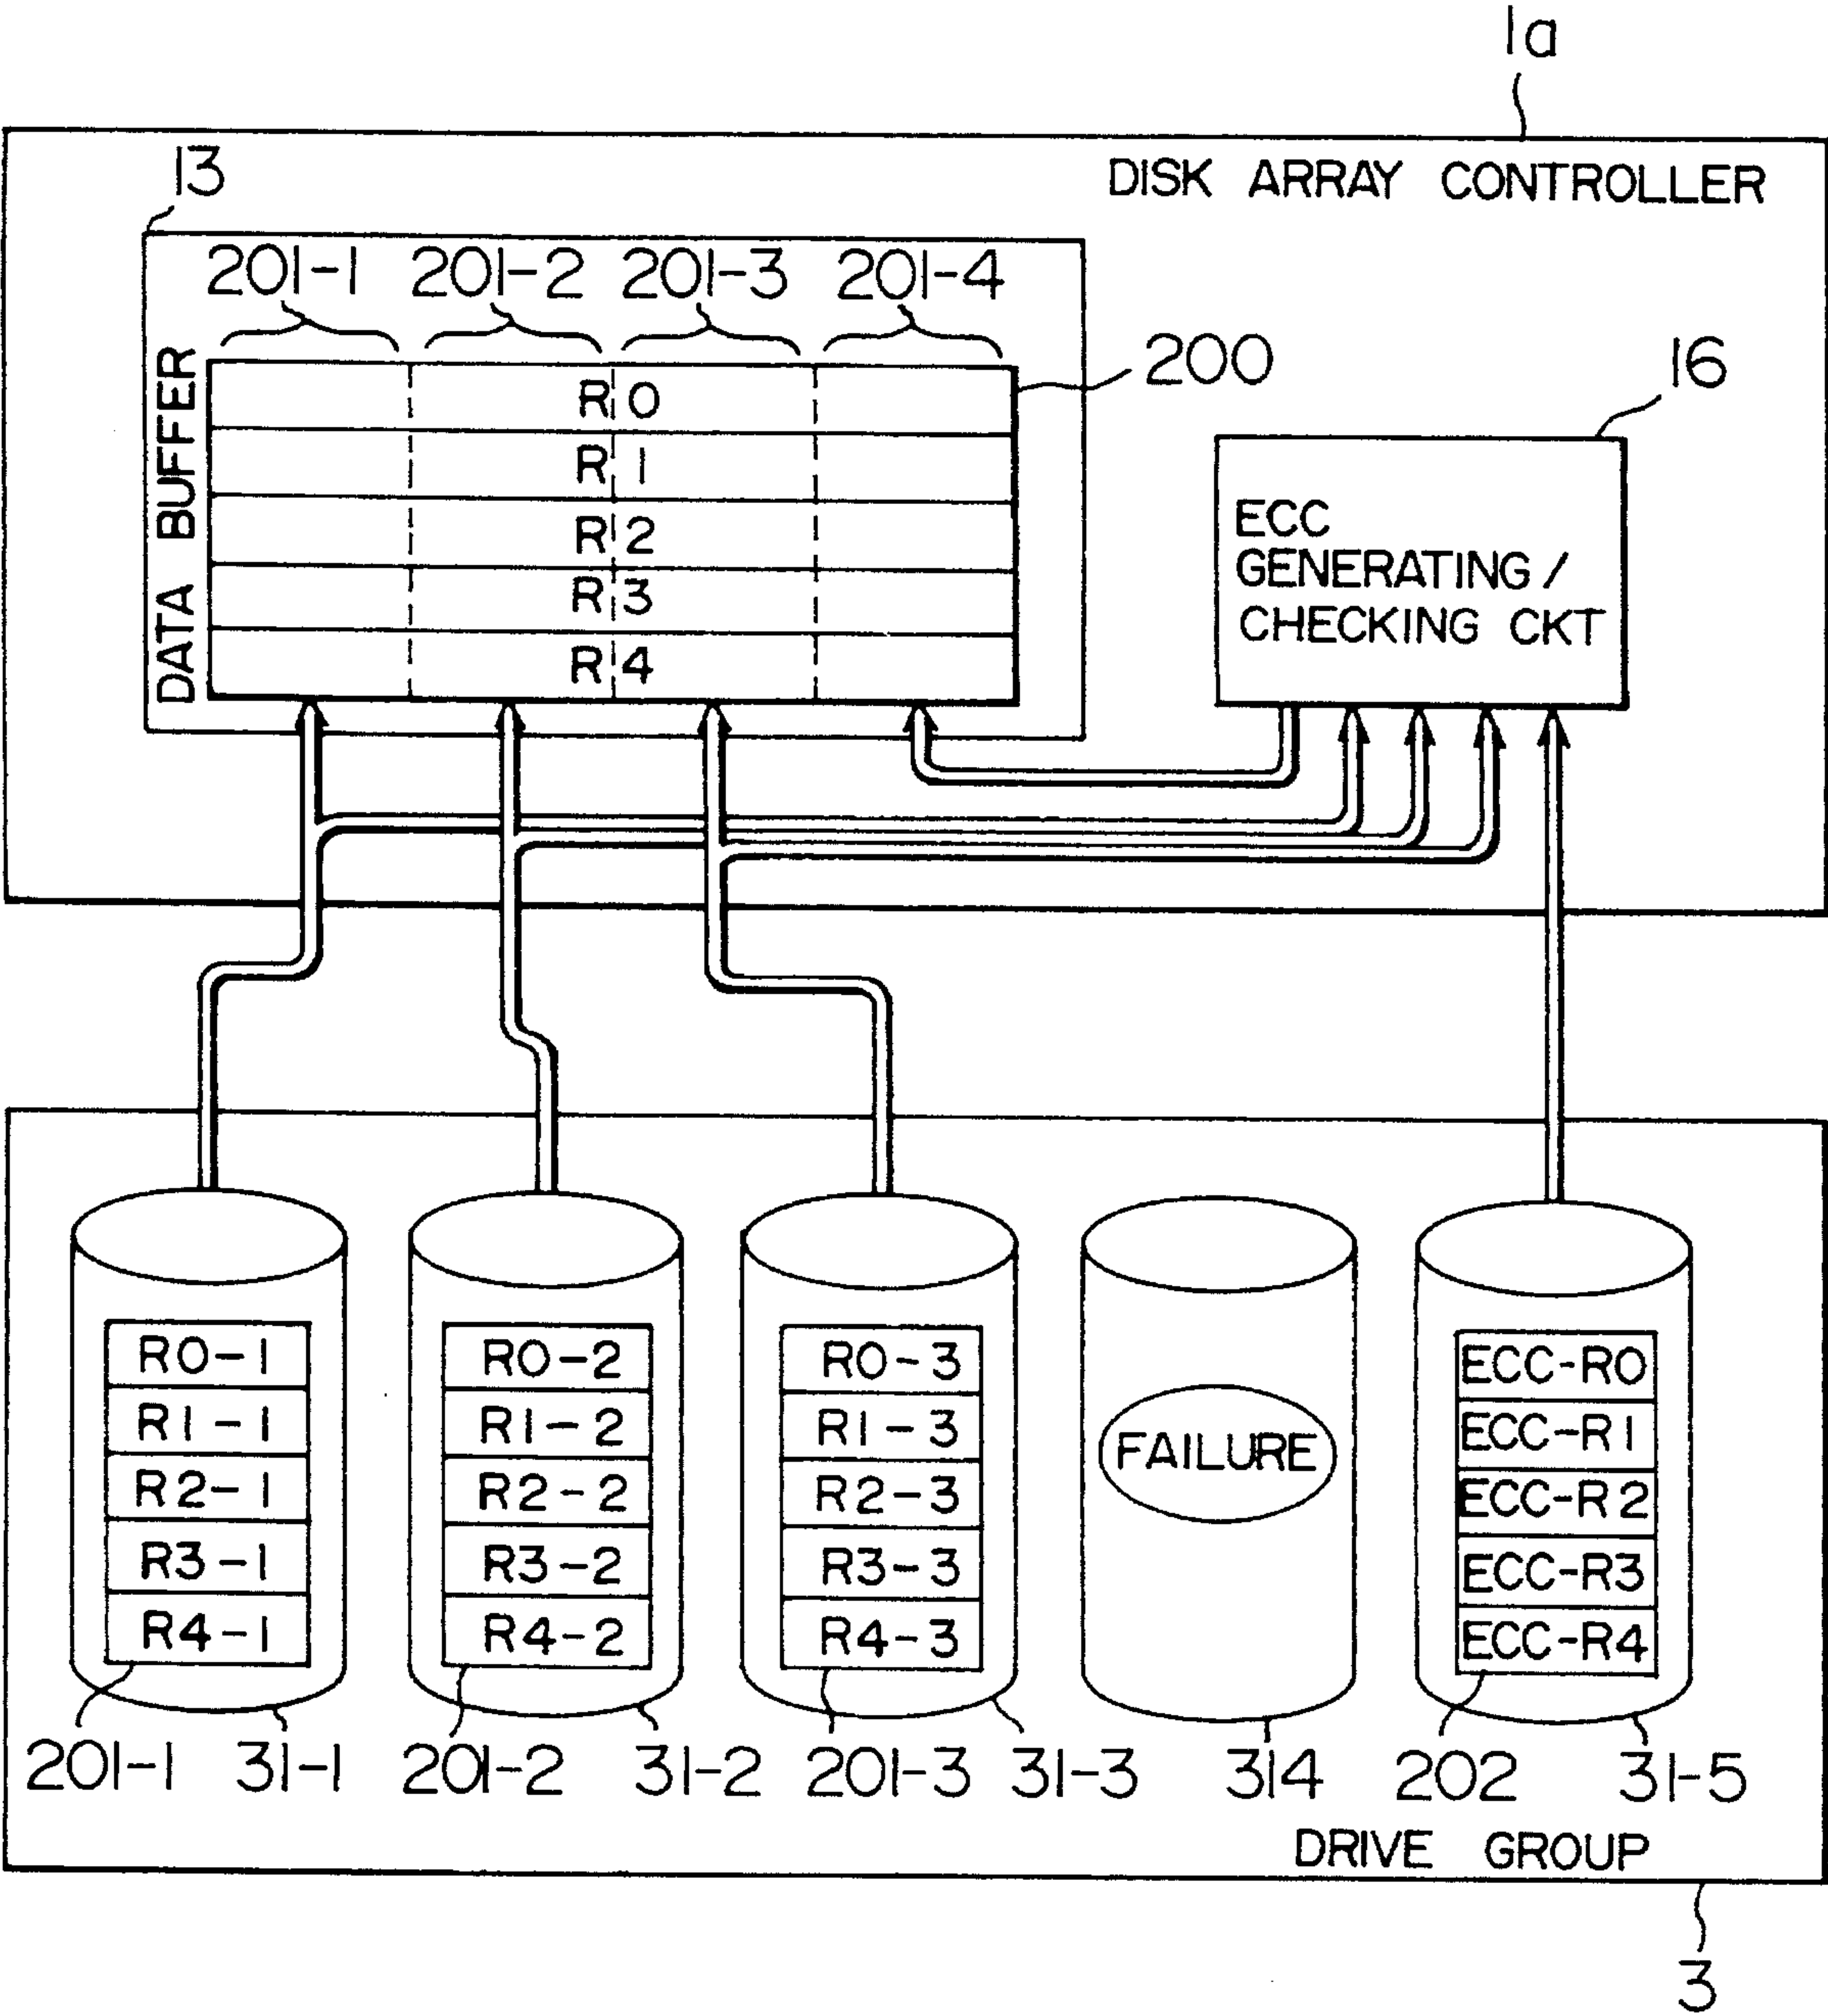 1a
DISK ARRAY CONTROLLER
13
201-1 201-2 201-3 201-4
200
16
DATA BUFFER
R0
R1
R2
R3
R4
ECC
GENERATING/
CHECKING CKT
R0-1
R1-1
R2-1
R3-1
R4-1
R0-2
R1-2
R2-2
R3-2
R4-2
R0-3
R1-3
R2-3
R3-3
R4-3
FAILURE
ECC-R0
ECC-R1
ECC-R2
ECC-R3
ECC-R4
201-1 31-1 201-2 31-2 201-3 31-3 314 202 31-5
DRIVE GROUP
3